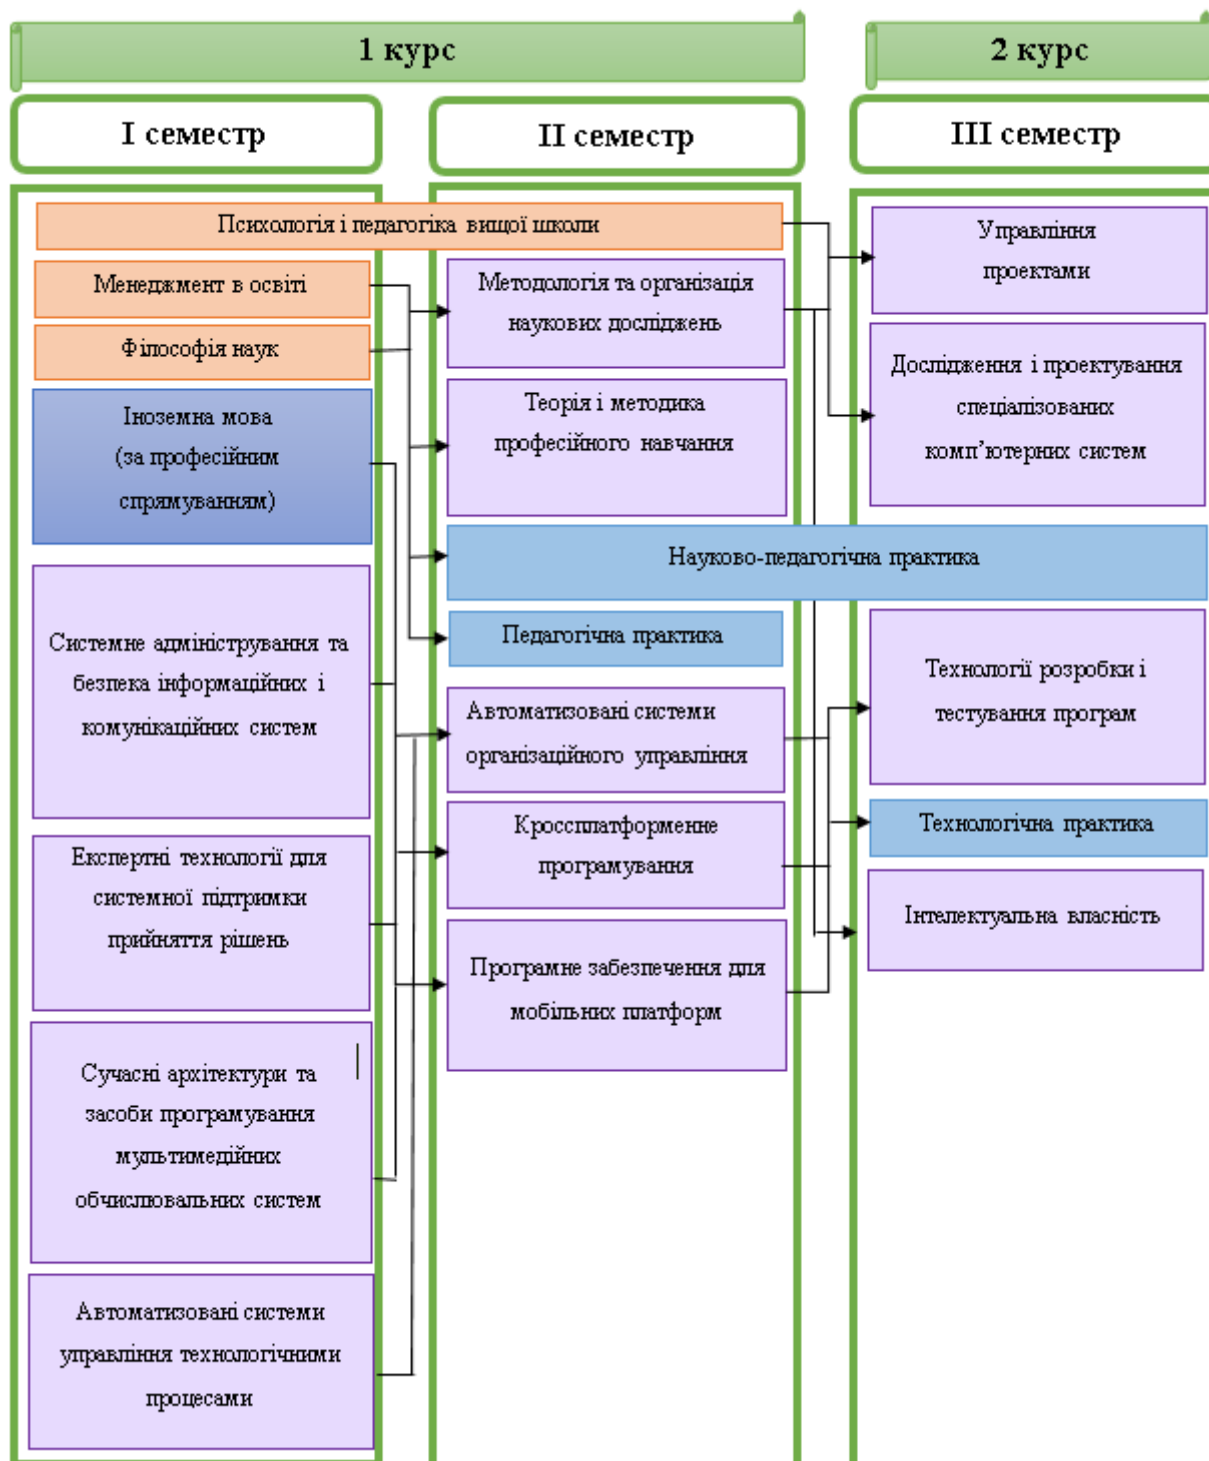 1 курс
2 курс
І семестр
ІІ семестр
ІІІ семестр
Психологія і педагогіка вищої школи
Менеджмент в освіті
Філософія наук
Іноземна мова
(за професійним
спрямуванням)
Системне адміністрування та
безпека інформаційних і
комунікаційних систем
Експертні технології для
системної підтримки
прийняття рішень
Сучасні архітектури та
засоби програмування
мультимедійних
обчислювальних систем
Автоматизовані системи
управління технологічними
процесами
Методологія та організація
наукових досліджень
Теорія і методика
професійного навчання
Науково-педагогічна практика
Педагогічна практика
Автоматизовані системи
організаційного управління
Кроссплатформенне
програмування
Програмне забезпечення для
мобільних платформ
Управління
проектами
Дослідження і проектування
спеціалізованих
комп’ютерних систем
Технології розробки і
тестування програм
Технологічна практика
Інтелектуальна власність